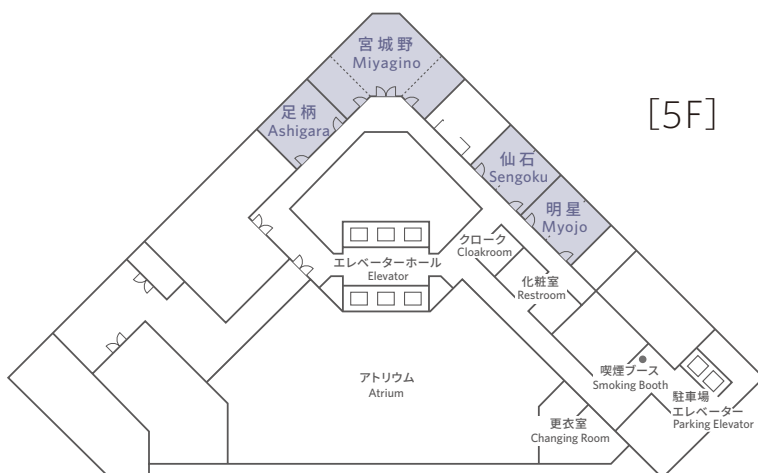 宮城野
Miyagino
[5F]
足柄
Ashigara
仙石
Sengoku
明星
Myojo
クローク
Cloakroom
エレベーターホール
Elevator
化粧室
Restroom
アトリウム
Atrium
喫煙ブース
Smoking Booth
駐車場
エレベーター
Parking Elevator
更衣室
Changing Room